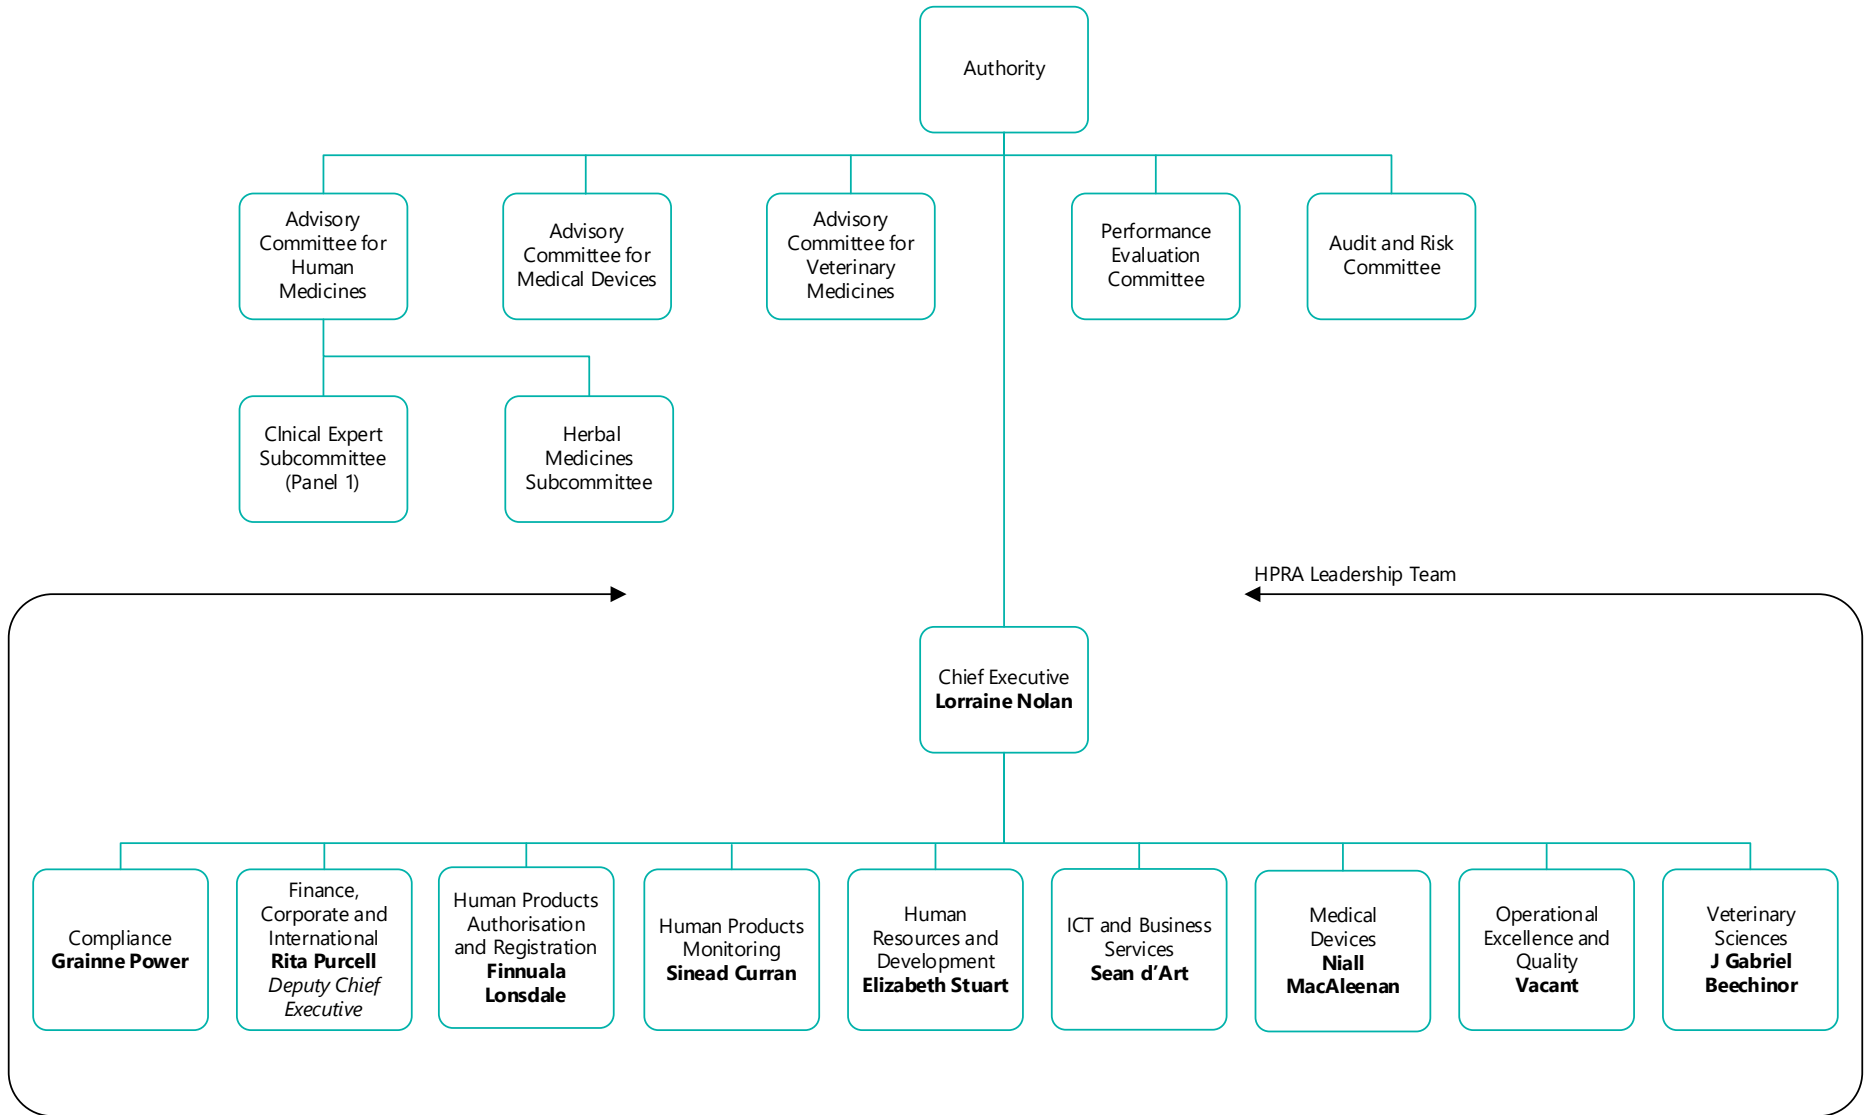 Authority
Advisory
Committee for
Human
Medicines
Advisory
Committee for
Medical Devices
Advisory
Committee for
Veterinary
Medicines
Performance
Evaluation
Committee
Audit and Risk
Committee
Clnical Expert
Subcommittee
(Panel 1)
Herbal
Medicines
Subcommittee
HPRA Leadership Team
Chief Executive
Lorraine Nolan
Compliance
Grainne Power
Finance,
Corporate and
International
Rita Purcell
Deputy Chief
Executive
Human Products
Authorisation
and Registration
Finnuala
Lonsdale
Human Products
Monitoring
Sinead Curran
Human
Resources and
Development
Elizabeth Stuart
ICT and Business
Services
Sean d’Art
Medical
Devices
Niall
MacAleenan
Operational
Excellence and
Quality
Vacant
Veterinary
Sciences
J Gabriel
Beechinor